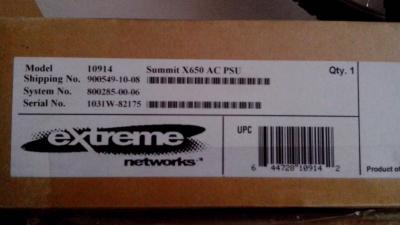 Model 10914 Summit X650 AC PSU Qty. 1
Shipping No. 900549-10-08
System No. 800285-00-06
Serial No. 1031W-82175
extreme
networks
UPC
6 44728 10914 2
Product of